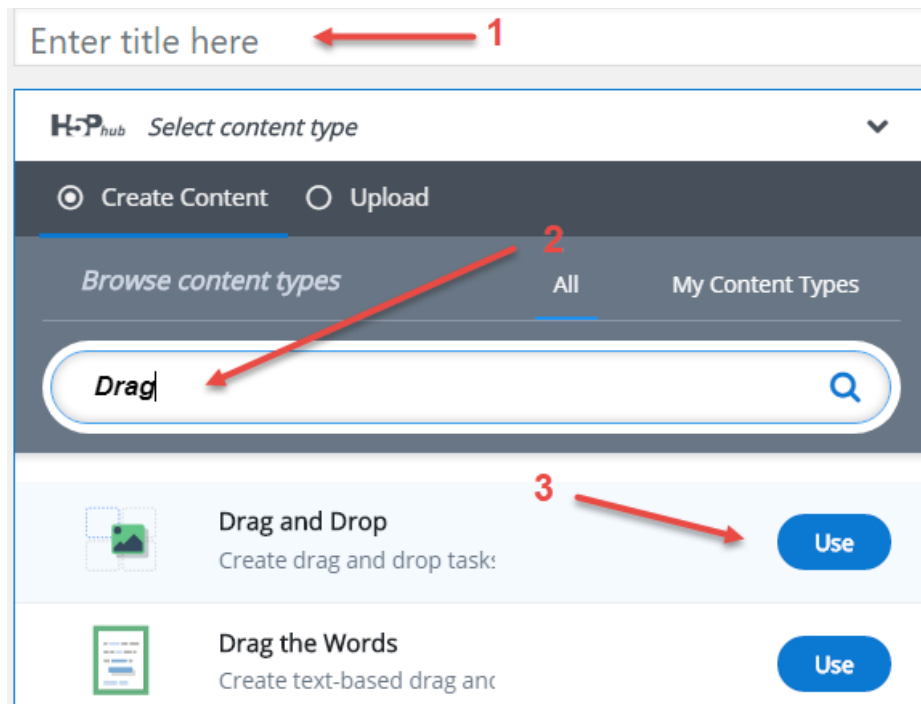 Enter title here 1
H5P hub Select content type
Create Content Upload
2
Browse content types All My Content Types
Drag
3
Drag and Drop
Create drag and drop tasks
Use
Drag the Words
Create text-based drag and
Use